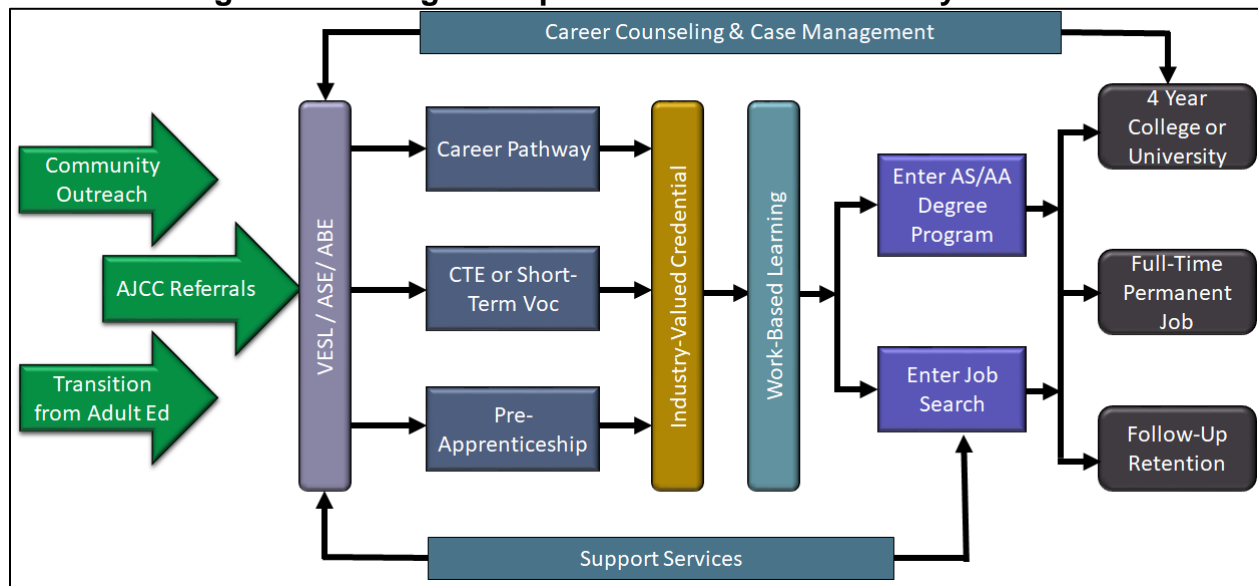 Career Counseling & Case Management
Community
Outreach
AJCC Referrals
Transition
from Adult Ed
VESL / ASE/ ABE
Career Pathway
CTE or Short-
Term Voc
Pre-
Apprenticeship
Industry-Valued Credential
Work-Based Learning
Enter AS/AA
Degree
Program
Enter Job
Search
4 Year
College or
University
Full-Time
Permanent
Job
Follow-Up
Retention
Support Services